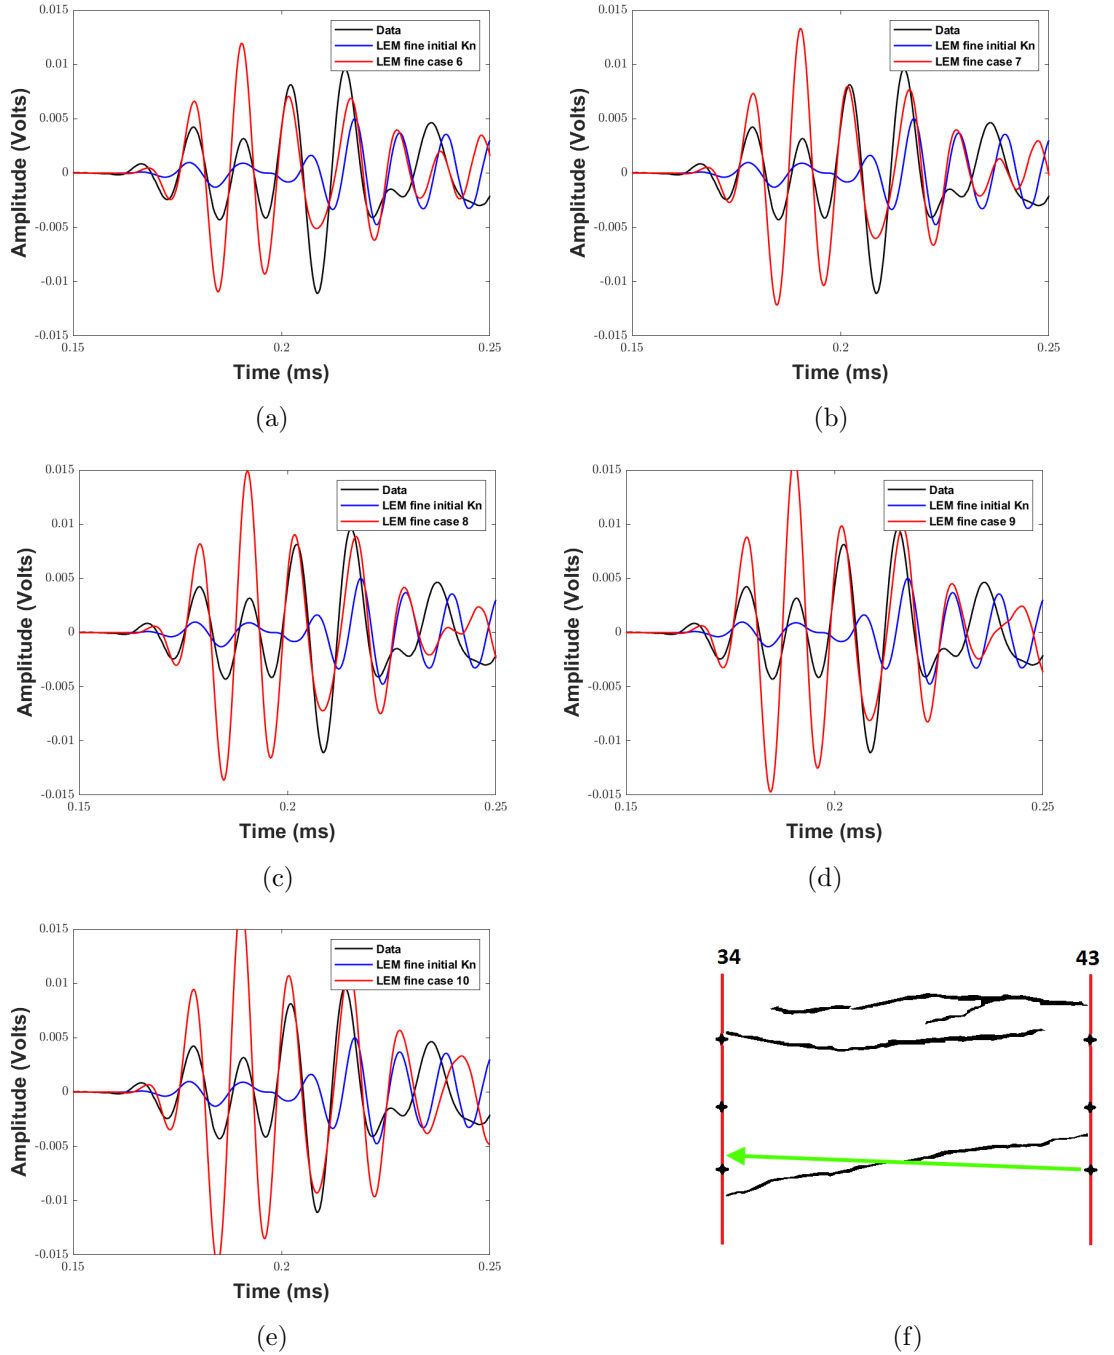 0.015
0.01
0.005
0
-0.005
-0.01
-0.015
0.15
0.2
0.25
Amplitude (Volts)
Time (ms)
Data
LEM fine initial Kn
LEM fine case 6
(a)
0.015
0.01
0.005
0
-0.005
-0.01
-0.015
0.15
0.2
0.25
Amplitude (Volts)
Time (ms)
Data
LEM fine initial Kn
LEM fine case 7
(b)
0.015
0.01
0.005
0
-0.005
-0.01
-0.015
0.15
0.2
0.25
Amplitude (Volts)
Time (ms)
Data
LEM fine initial Kn
LEM fine case 8
(c)
0.015
0.01
0.005
0
-0.005
-0.01
-0.015
0.15
0.2
0.25
Amplitude (Volts)
Time (ms)
Data
LEM fine initial Kn
LEM fine case 9
(d)
0.015
0.01
0.005
0
-0.005
-0.01
-0.015
0.15
0.2
0.25
Amplitude (Volts)
Time (ms)
Data
LEM fine initial Kn
LEM fine case 10
(e)
34
43
(f)